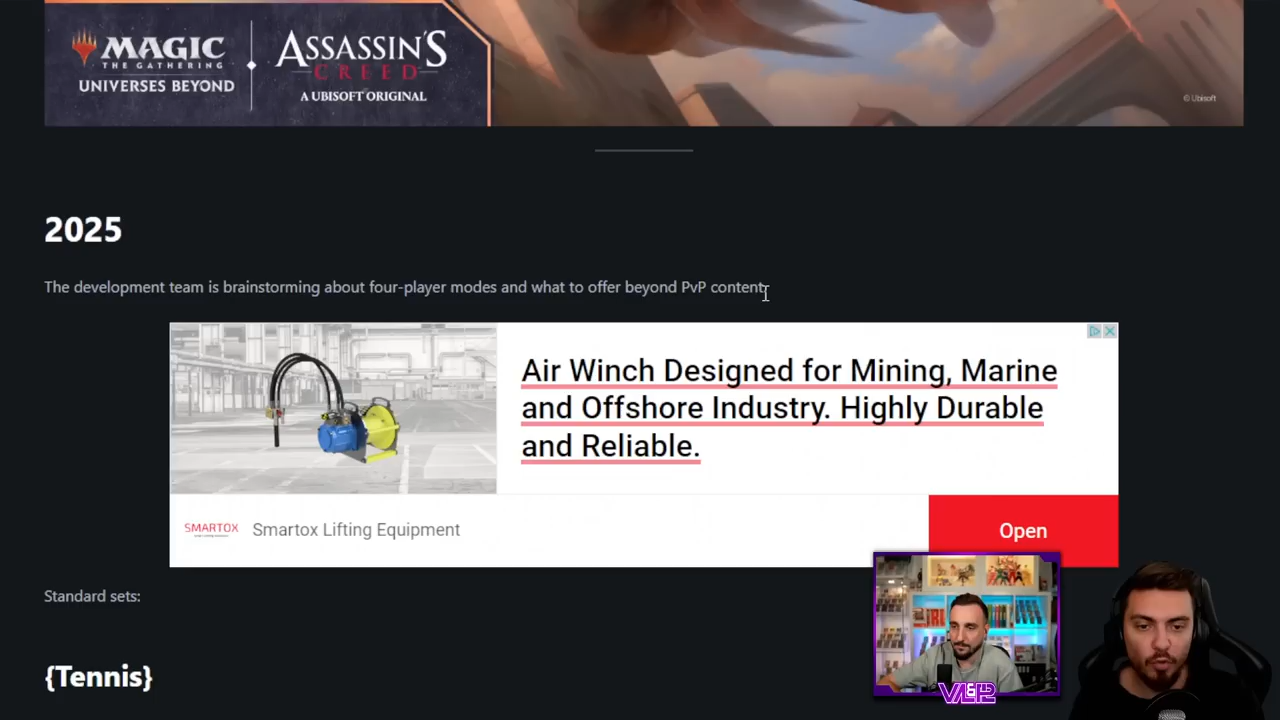 MAGIC
THE GATHERING
UNIVERSES BEYOND
ASSASSIN'S
CREED
A UBISOFT ORIGINAL
© Ubisoft
2025
The development team is brainstorming about four-player modes and what to offer beyond PvP content.
Air Winch Designed for Mining, Marine
and Offshore Industry. Highly Durable
and Reliable.
SMARTOX
Smartox Lifting Equipment
Open
Standard sets:
{Tennis}